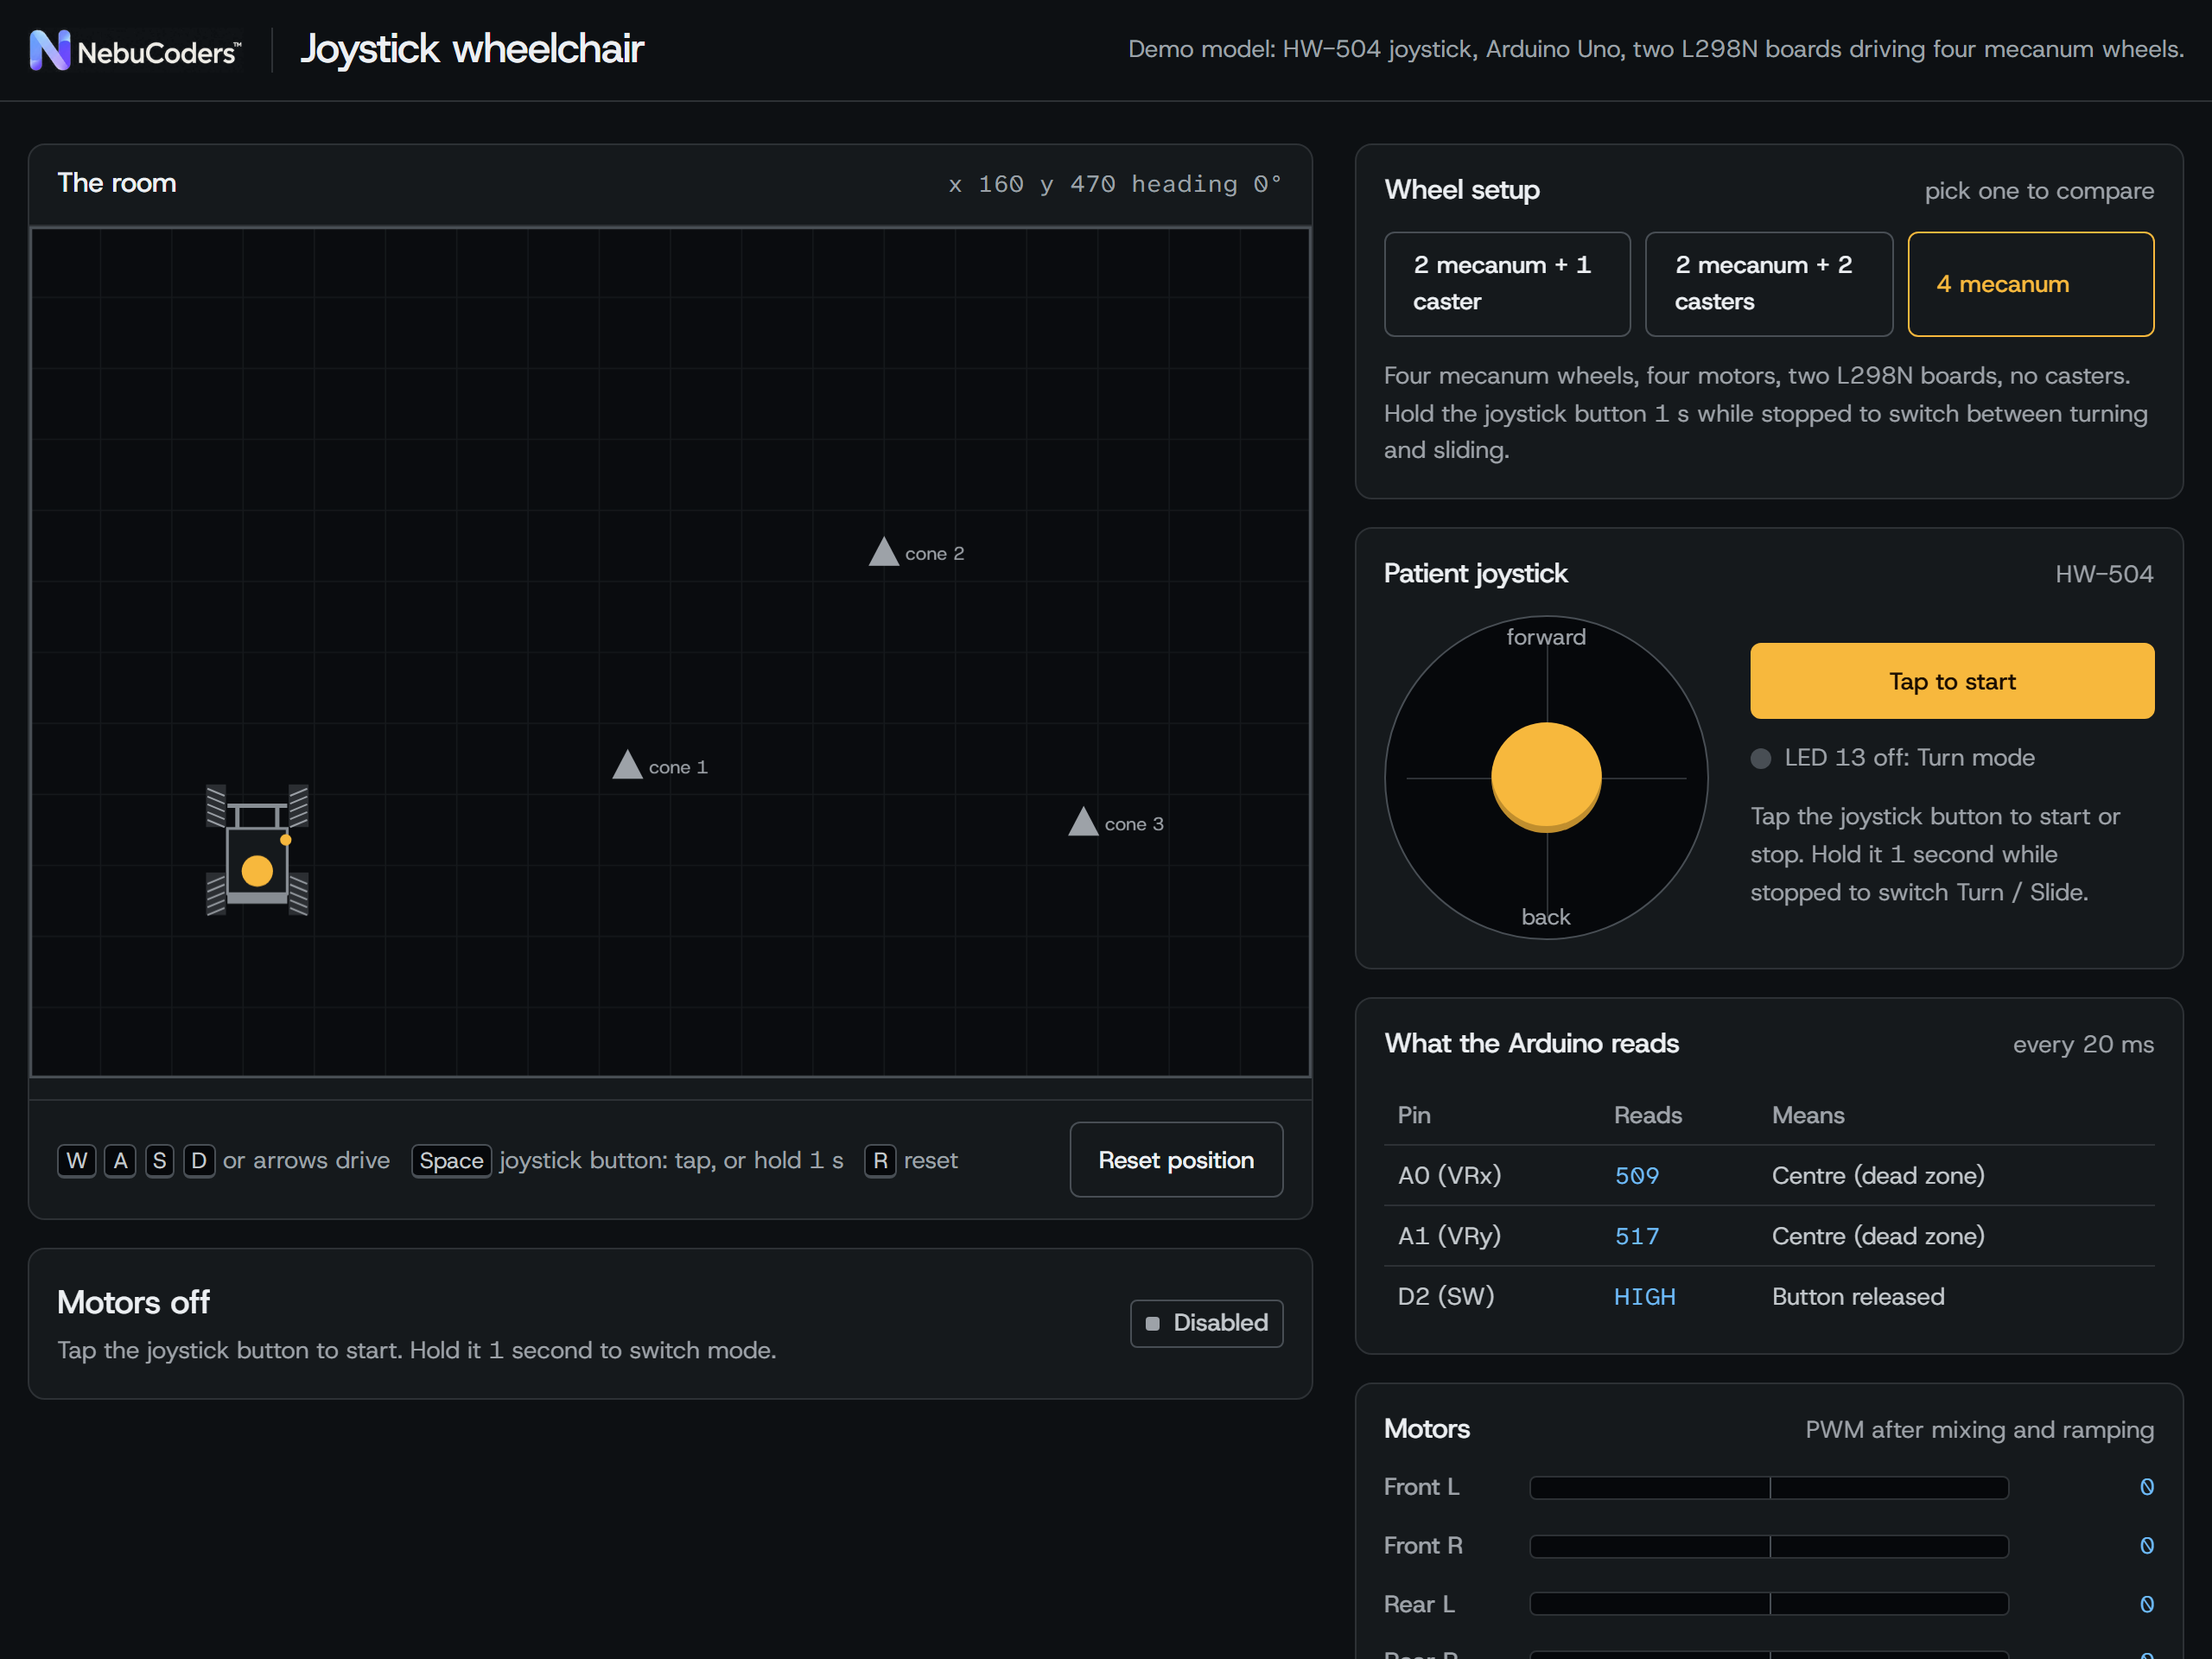 NebuCoders™
Joystick wheelchair
Demo model: HW-504 joystick, Arduino Uno, two L298N boards driving four mecanum wheels.
The room
x 160 y 470 heading 0°
cone 2
cone 1
cone 3
W A S D or arrows drive Space joystick button: tap, or hold 1 s R reset
Reset position
Motors off
Tap the joystick button to start. Hold it 1 second to switch mode.
Disabled
Wheel setup
pick one to compare
2 mecanum + 1
caster
2 mecanum + 2
casters
4 mecanum
Four mecanum wheels, four motors, two L298N boards, no casters.
Hold the joystick button 1 s while stopped to switch between turning
and sliding.
Patient joystick
HW-504
forward
back
Tap to start
LED 13 off: Turn mode
Tap the joystick button to start or
stop. Hold it 1 second while
stopped to switch Turn / Slide.
What the Arduino reads
every 20 ms
Pin Reads Means
A0 (VRx) 509 Centre (dead zone)
A1 (VRy) 517 Centre (dead zone)
D2 (SW) HIGH Button released
Motors
PWM after mixing and ramping
Front L 0
Front R 0
Rear L 0